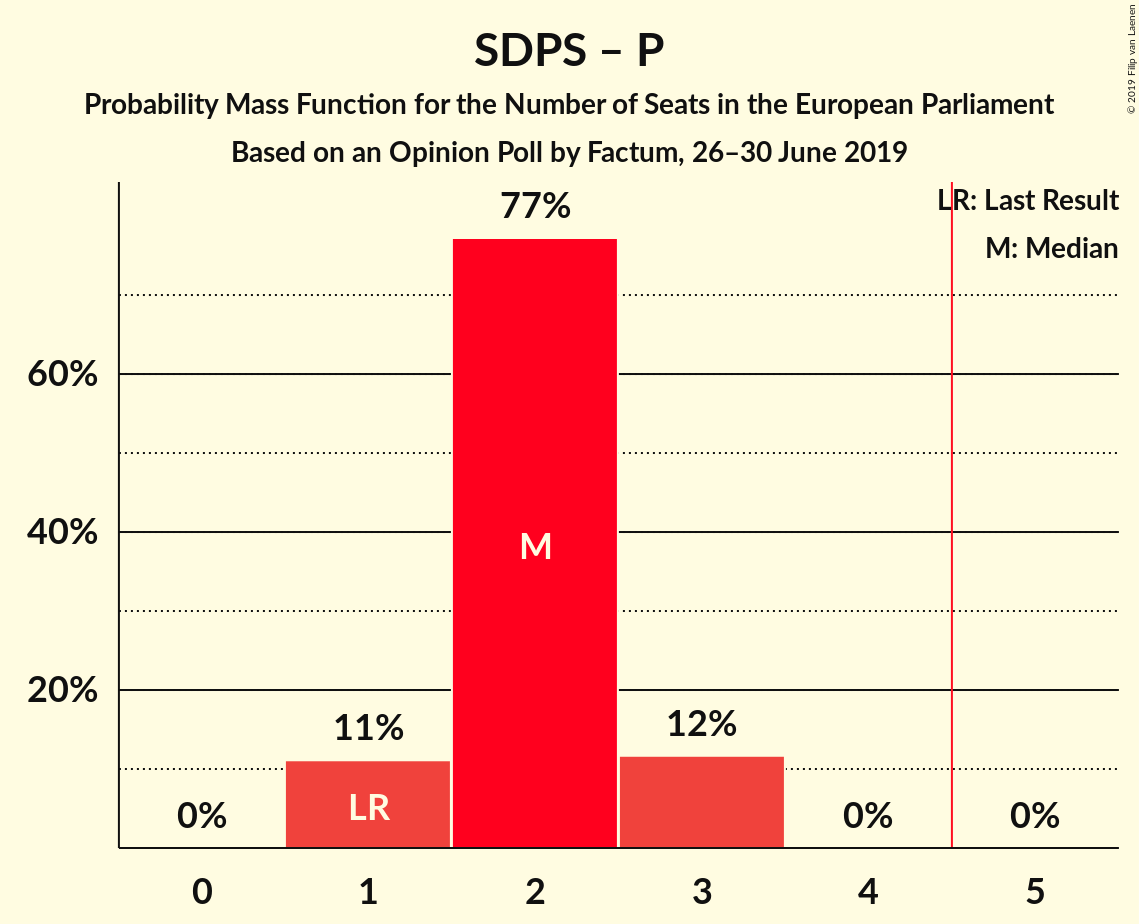 SDPS – P
Probability Mass Function for the Number of Seats in the European Parliament
Based on an Opinion Poll by Factum, 26–30 June 2019
© 2019 Filip van Laenen
LR: Last Result
M: Median
77%
60%
40%
M
20%
11%
12%
0%
LR
0%
0%
0 1 2 3 4 5